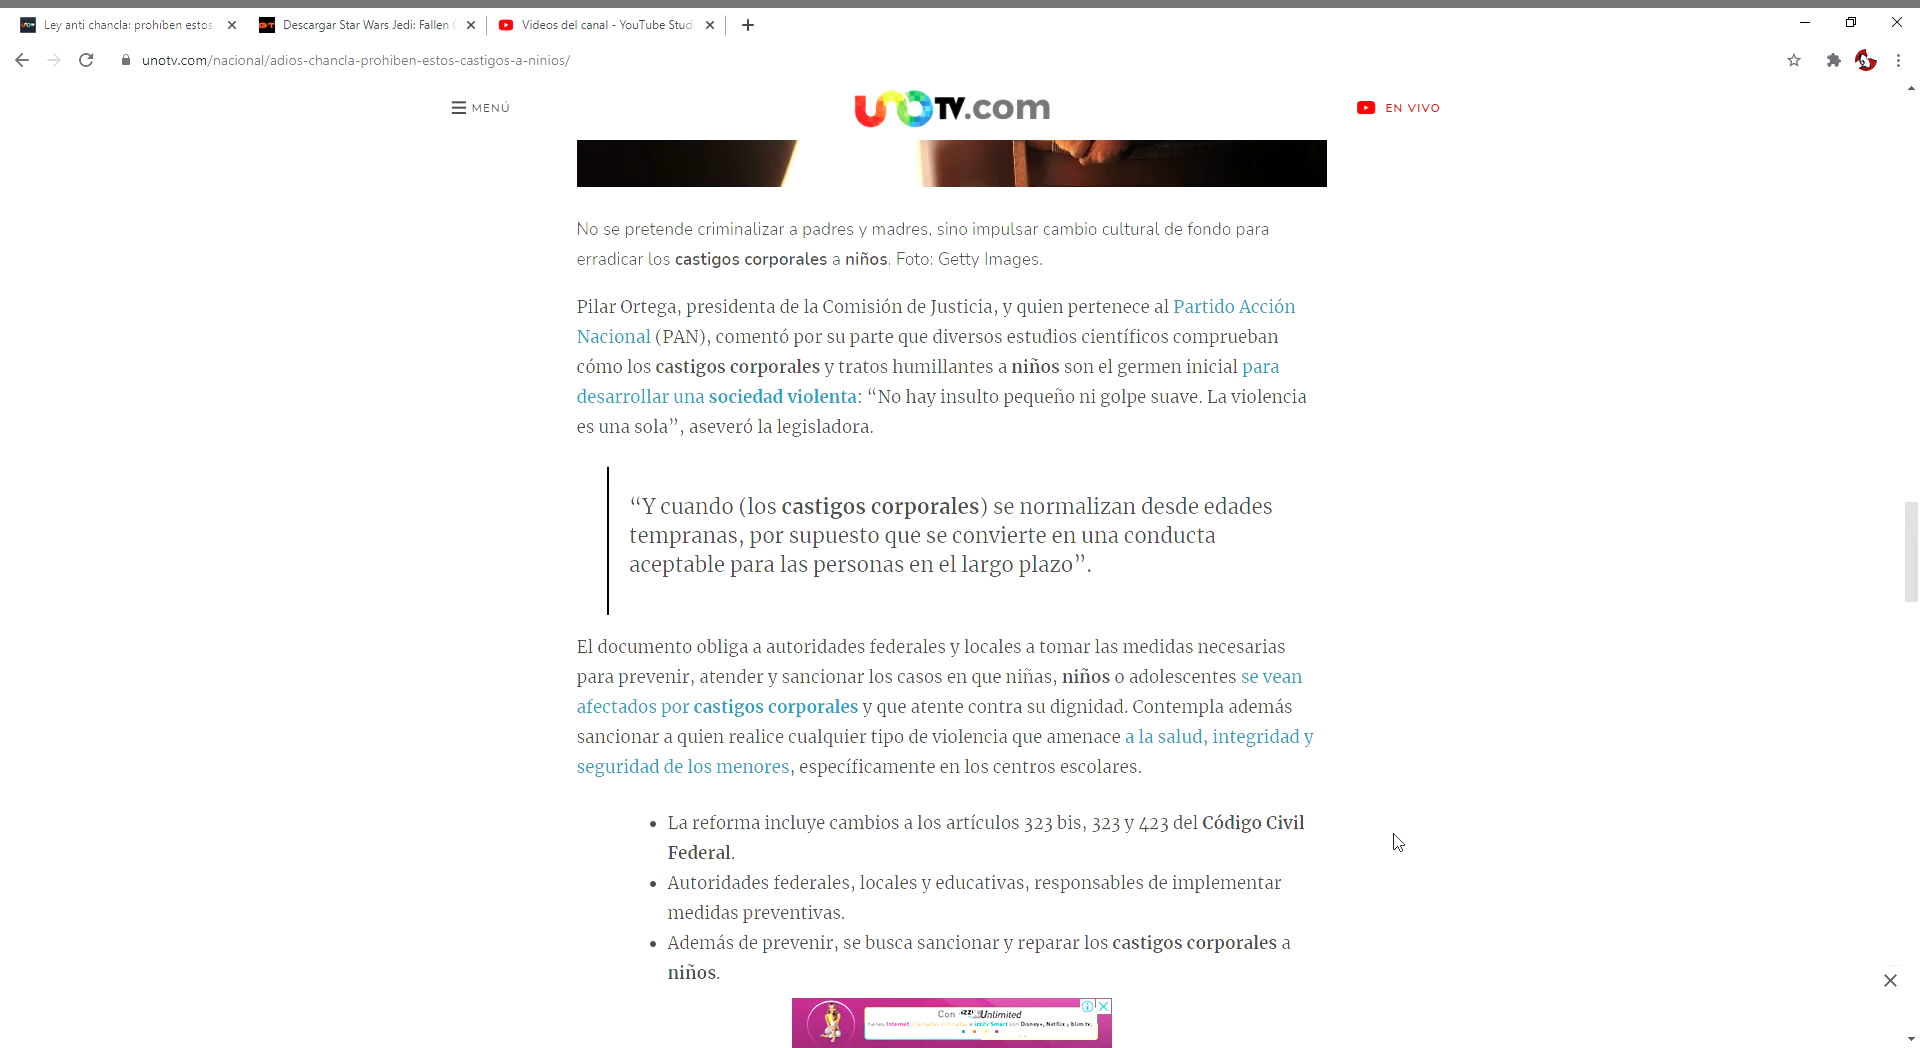 Ley anti chancla: prohíben estos
Descargar Star Wars Jedi: Fallen
Videos del canal - YouTube Studi
unotv.com/nacional/adios-chancla-prohiben-estos-castigos-a-ninios/
MENÚ
UNOTV.com
EN VIVO
No se pretende criminalizar a padres y madres, sino impulsar cambio cultural de fondo para
erradicar los castigos corporales a niños. Foto: Getty Images.
Pilar Ortega, presidenta de la Comisión de Justicia, y quien pertenece al Partido Acción
Nacional (PAN), comentó por su parte que diversos estudios científicos comprueban
cómo los castigos corporales y tratos humillantes a niños son el germen inicial para
desarrollar una sociedad violenta: “No hay insulto pequeño ni golpe suave. La violencia
es una sola”, aseveró la legisladora.
“Y cuando (los castigos corporales) se normalizan desde edades
tempranas, por supuesto que se convierte en una conducta
aceptable para las personas en el largo plazo”.
El documento obliga a autoridades federales y locales a tomar las medidas necesarias
para prevenir, atender y sancionar los casos en que niñas, niños o adolescentes se vean
afectados por castigos corporales y que atente contra su dignidad. Contempla además
sancionar a quien realice cualquier tipo de violencia que amenace a la salud, integridad y
seguridad de los menores, específicamente en los centros escolares.
• La reforma incluye cambios a los artículos 323 bis, 323 y 423 del Código Civil
Federal.
• Autoridades federales, locales y educativas, responsables de implementar
medidas preventivas.
• Además de prevenir, se busca sancionar y reparar los castigos corporales a
niños.
Con izzi Unlimited
tienes Internet, izzitv Smart con Disney+, Netflix y blim tv.